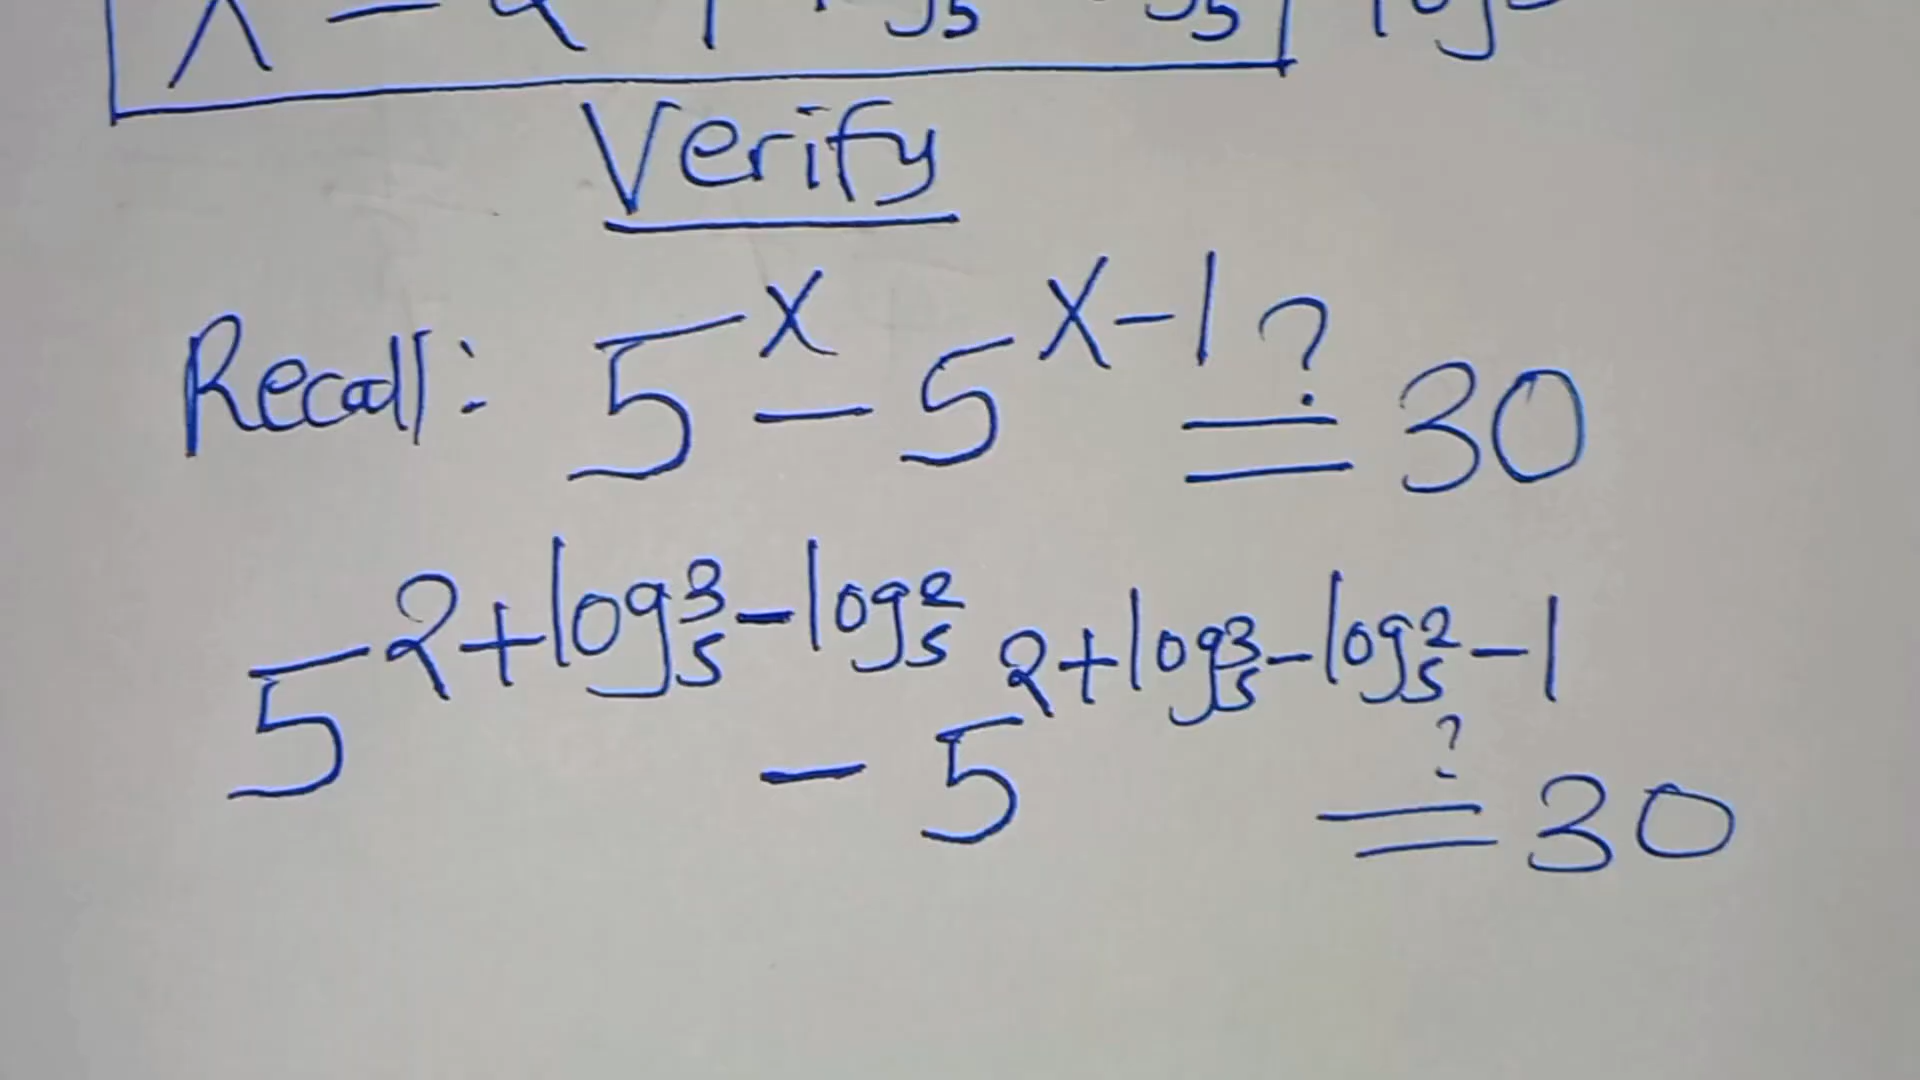 Verify
Recall: 5^x - 5^(x-1) ?= 30
5^(2+log_5^3 - log_5^2) - 5^(2+log_5^3 - log_5^2 - 1) ?= 30